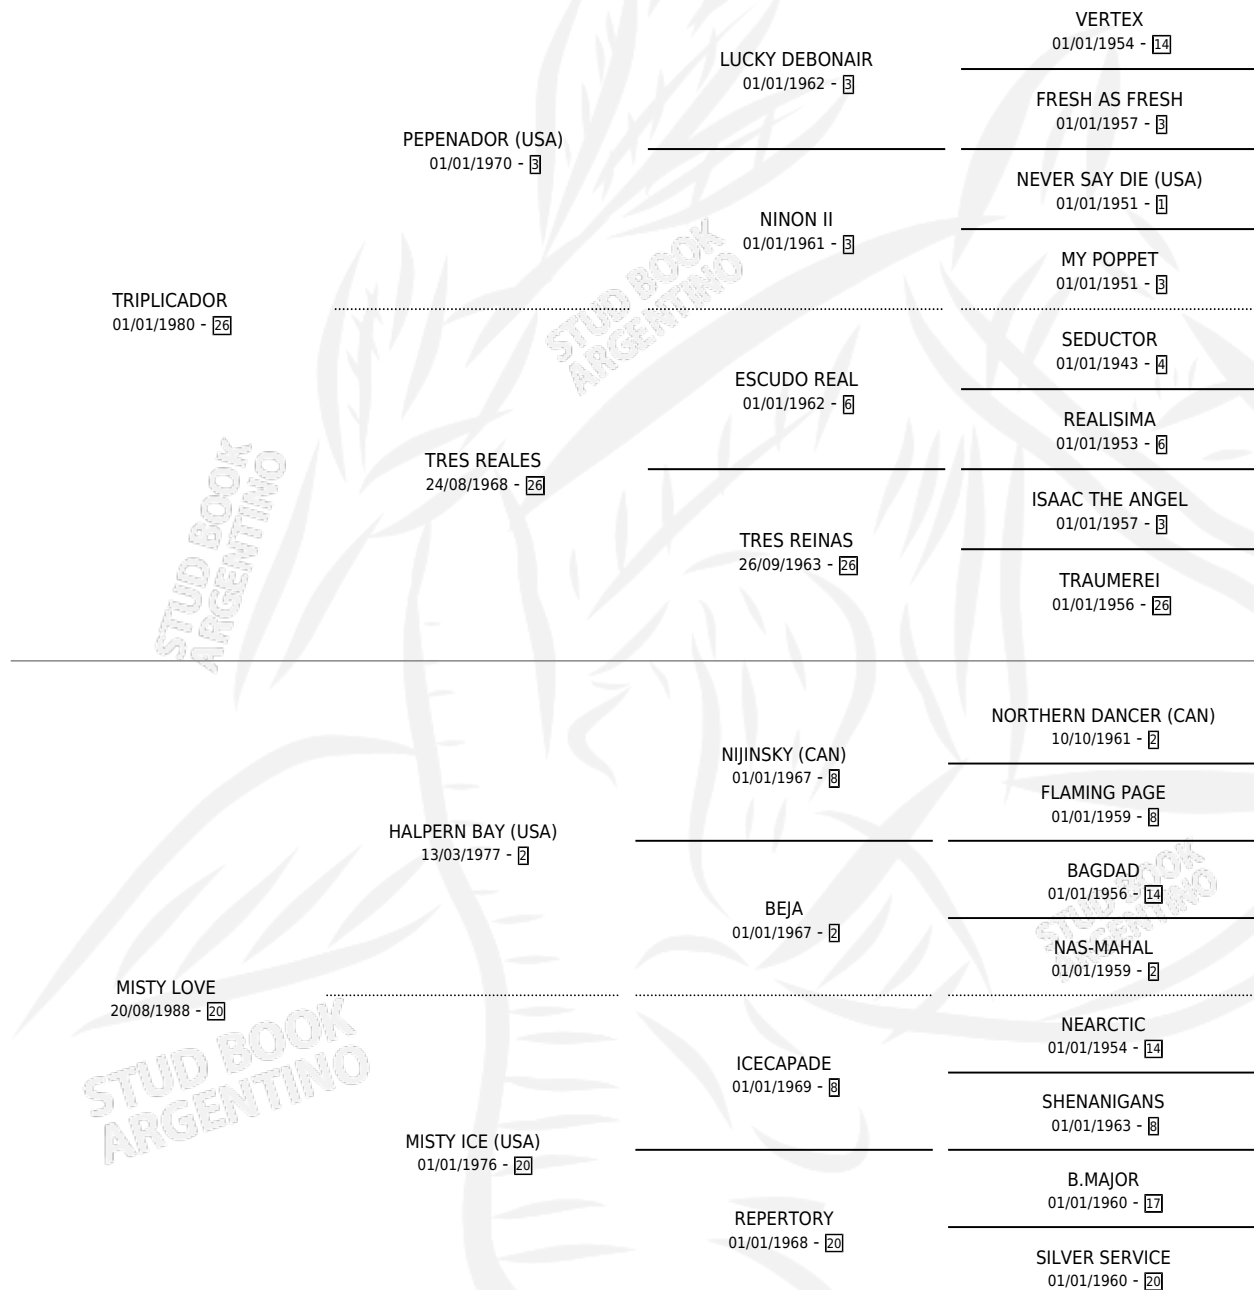 VERTEX
01/01/1954 - 14
LUCKY DEBONAIR
01/01/1962 - 3
FRESH AS FRESH
01/01/1957 - 3
PEPENADOR (USA)
01/01/1970 - 3
NEVER SAY DIE (USA)
01/01/1951 - 1
NINON II
01/01/1961 - 3
MY POPPET
01/01/1951 - 3
TRIPLICADOR
01/01/1980 - 26
SEDUCTOR
01/01/1943 - 4
ESCUDO REAL
01/01/1962 - 6
REALISIMA
01/01/1953 - 6
TRES REALES
24/08/1968 - 26
ISAAC THE ANGEL
01/01/1957 - 3
TRES REINAS
26/09/1963 - 26
TRAUMEREI
01/01/1956 - 26
NORTHERN DANCER (CAN)
10/10/1961 - 2
NIJINSKY (CAN)
01/01/1967 - 8
FLAMING PAGE
01/01/1959 - 8
HALPERN BAY (USA)
13/03/1977 - 2
BAGDAD
01/01/1956 - 14
BEJA
01/01/1967 - 2
NAS-MAHAL
01/01/1959 - 2
MISTY LOVE
20/08/1988 - 20
NEARCTIC
01/01/1954 - 14
ICECAPADE
01/01/1969 - 8
SHENANIGANS
01/01/1963 - 8
MISTY ICE (USA)
01/01/1976 - 20
B.MAJOR
01/01/1960 - 17
REPERTORY
01/01/1968 - 20
SILVER SERVICE
01/01/1960 - 20
STUD BOOK
ARGENTINO
STUD BOOK
ARGENTINO
STUD BOOK
ARGENTINO
STUD BOOK
ARGENTINO